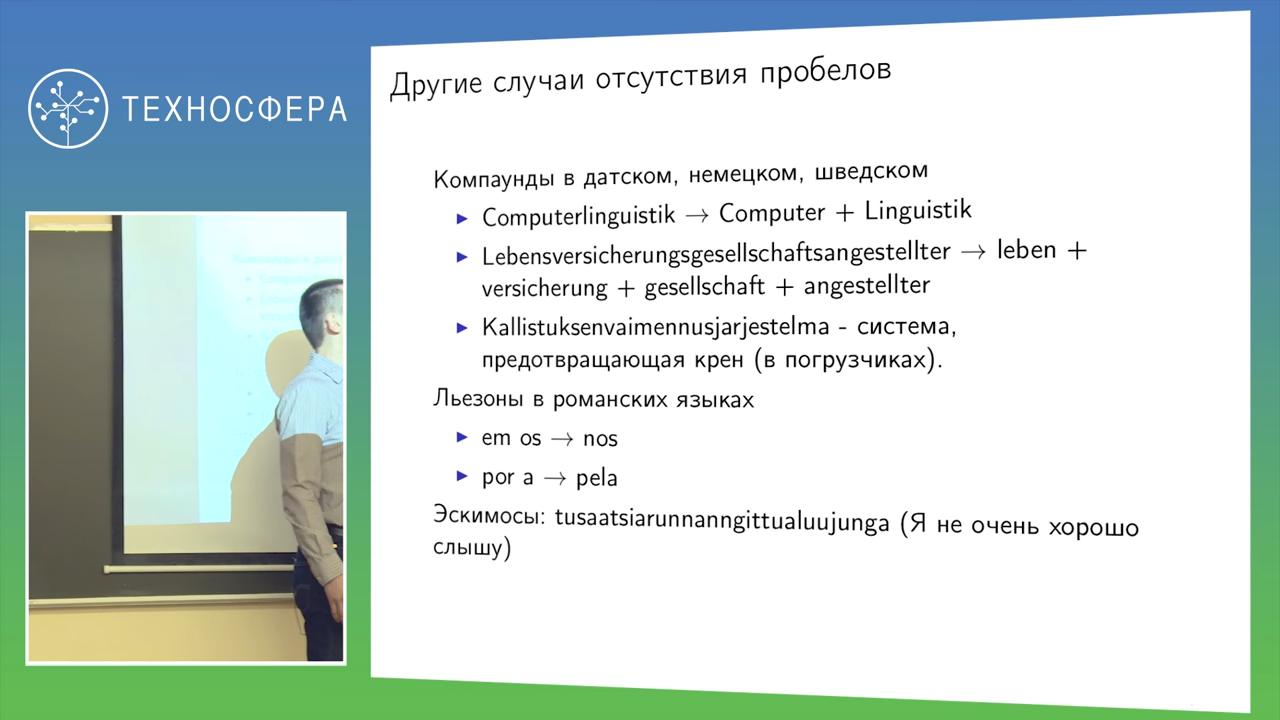 ТЕХНОСФЕРА
Другие случаи отсутствия пробелов
Компаунды в датском, немецком, шведском
Computerlinguistik → Computer + Linguistik
Lebensversicherungsgesellschaftsangestellter → leben +
versicherung + gesellschaft + angestellter
Kallistuksenvaimennusjarjestelma - система,
предотвращающая крен (в погрузчиках).
Льезоны в романских языках
em os → nos
por a → pela
Эскимосы: tusaatsiarunnanngittualuujunga (Я не очень хорошо
слышу)